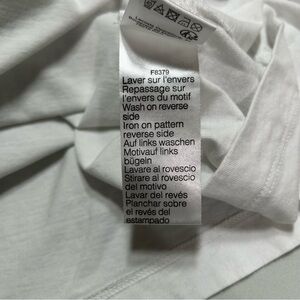 F8379
Laver sur l'envers
Repassage sur
l'envers du motif
Wash on reverse
side
Iron on pattern
reverse side
Auf links waschen
Motivauf links
bügeln
Lavare al rovescio
Stirare al rovescio
del motivo
Lavar del revés
Planchar sobre
el revés del
estampado